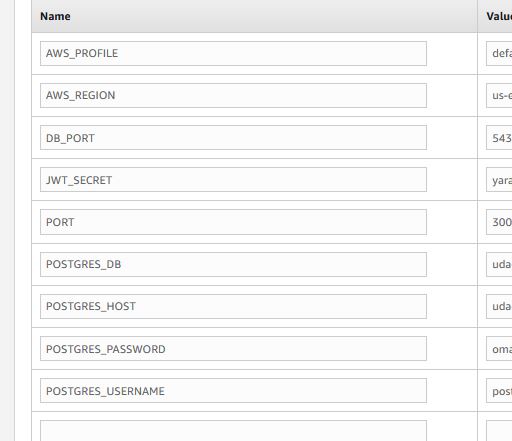 Name Value
AWS_PROFILE defa
AWS_REGION us-e
DB_PORT 543
JWT_SECRET yara
PORT 300
POSTGRES_DB uda
POSTGRES_HOST uda
POSTGRES_PASSWORD oma
POSTGRES_USERNAME post